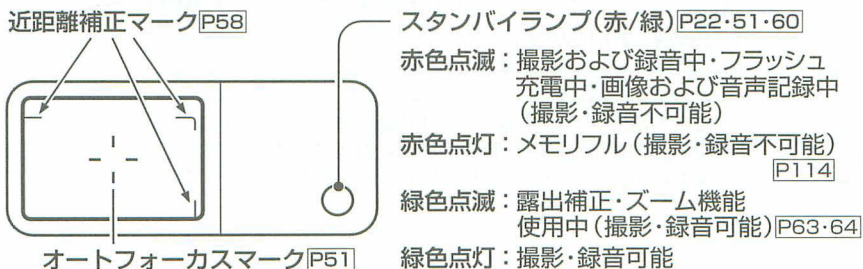 近距離補正マークP58
スタンバイランプ(赤/緑)P22・51・60
赤色点滅：撮影および録音中・フラッシュ
充電中・画像および音声記録中
(撮影・録音不可能)
赤色点灯：メモリフル(撮影・録音不可能)
P114
緑色点滅：露出補正・ズーム機能
使用中(撮影・録音可能)P63・64
緑色点灯：撮影・録音可能
オートフォーカスマークP51